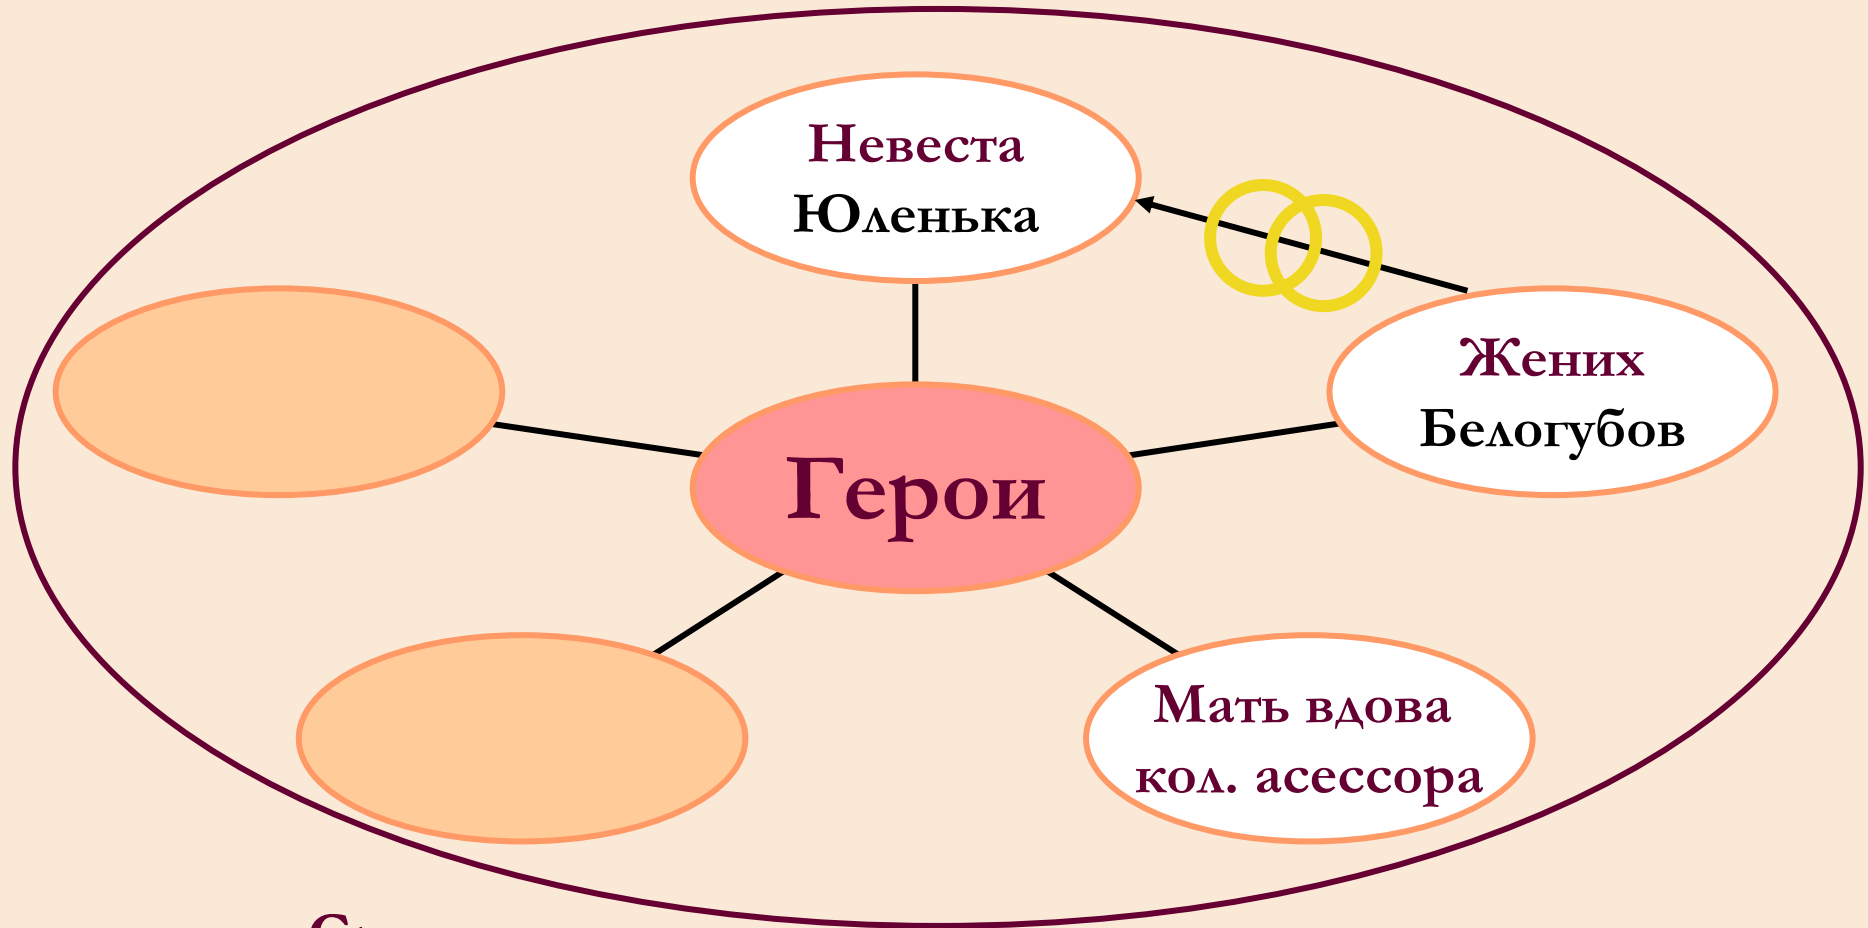 Невеста
Юленька
Жених
Белогубов
Герои
Мать вдова
кол. асессора